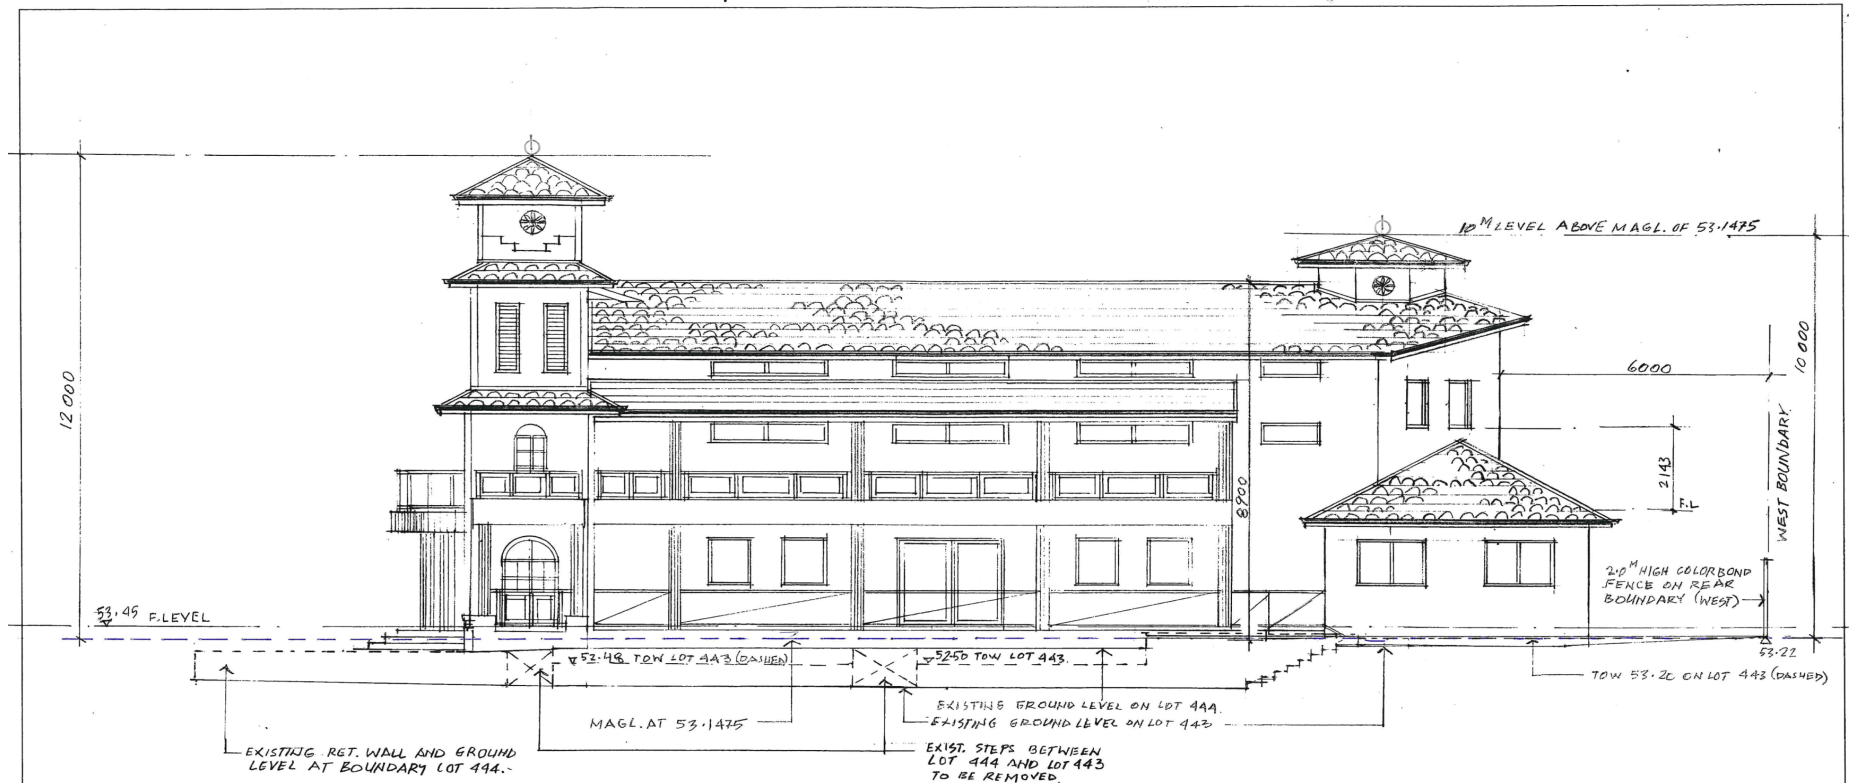 10 M LEVEL ABOVE MAGL. OF 53.1475
12 000
10 000
6000
2143
F.L
8900
WEST BOUNDARY
2.0 M HIGH COLORBOND
FENCE ON REAR
BOUNDARY (WEST)
53.45 F.LEVEL
52.48 TOW LOT 443 (DASHED)
5250 TOW LOT 443.
53.22
TOW 53.20 ON LOT 443 (DASHED)
EXISTING GROUND LEVEL ON LOT 444.
MAGL. AT 53.1475
EXISTING GROUND LEVEL ON LOT 443
EXISTING RET. WALL AND GROUND
LEVEL AT BOUNDARY LOT 444.
EXIST. STEPS BETWEEN
LOT 444 AND LOT 443
TO BE REMOVED.